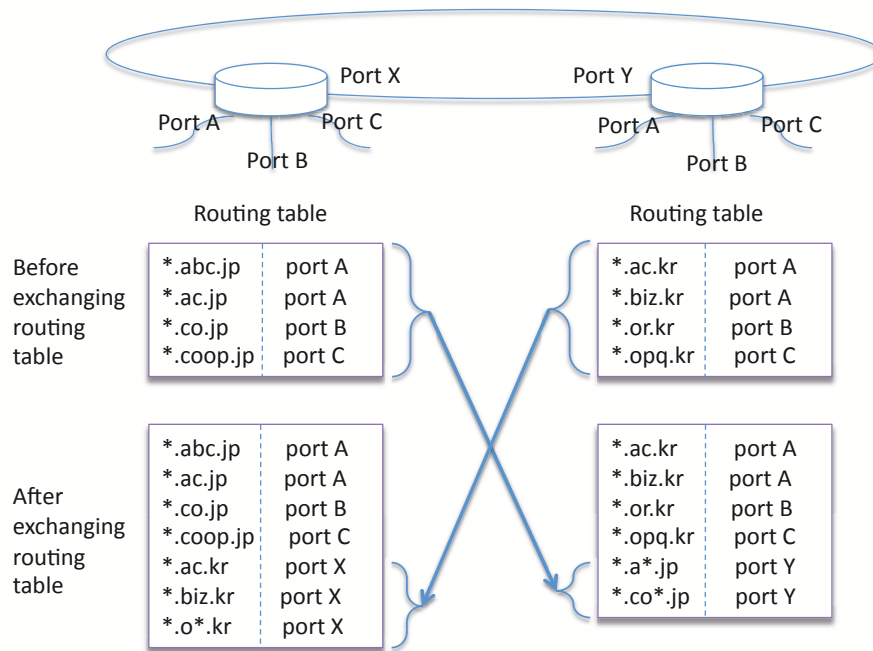 Port X
Port Y
Port A
Port C
Port B
Port A
Port C
Port B
Routing table
Routing table
Before
exchanging
routing
table
*.abc.jp port A
*.ac.jp port A
*.co.jp port B
*.coop.jp port C
*.ac.kr port A
*.biz.kr port A
*.or.kr port B
*.opq.kr port C
After
exchanging
routing
table
*.abc.jp port A
*.ac.jp port A
*.co.jp port B
*.coop.jp port C
*.ac.kr port X
*.biz.kr port X
*.o*.kr port X
*.ac.kr port A
*.biz.kr port A
*.or.kr port B
*.opq.kr port C
*.a*.jp port Y
*.co*.jp port Y